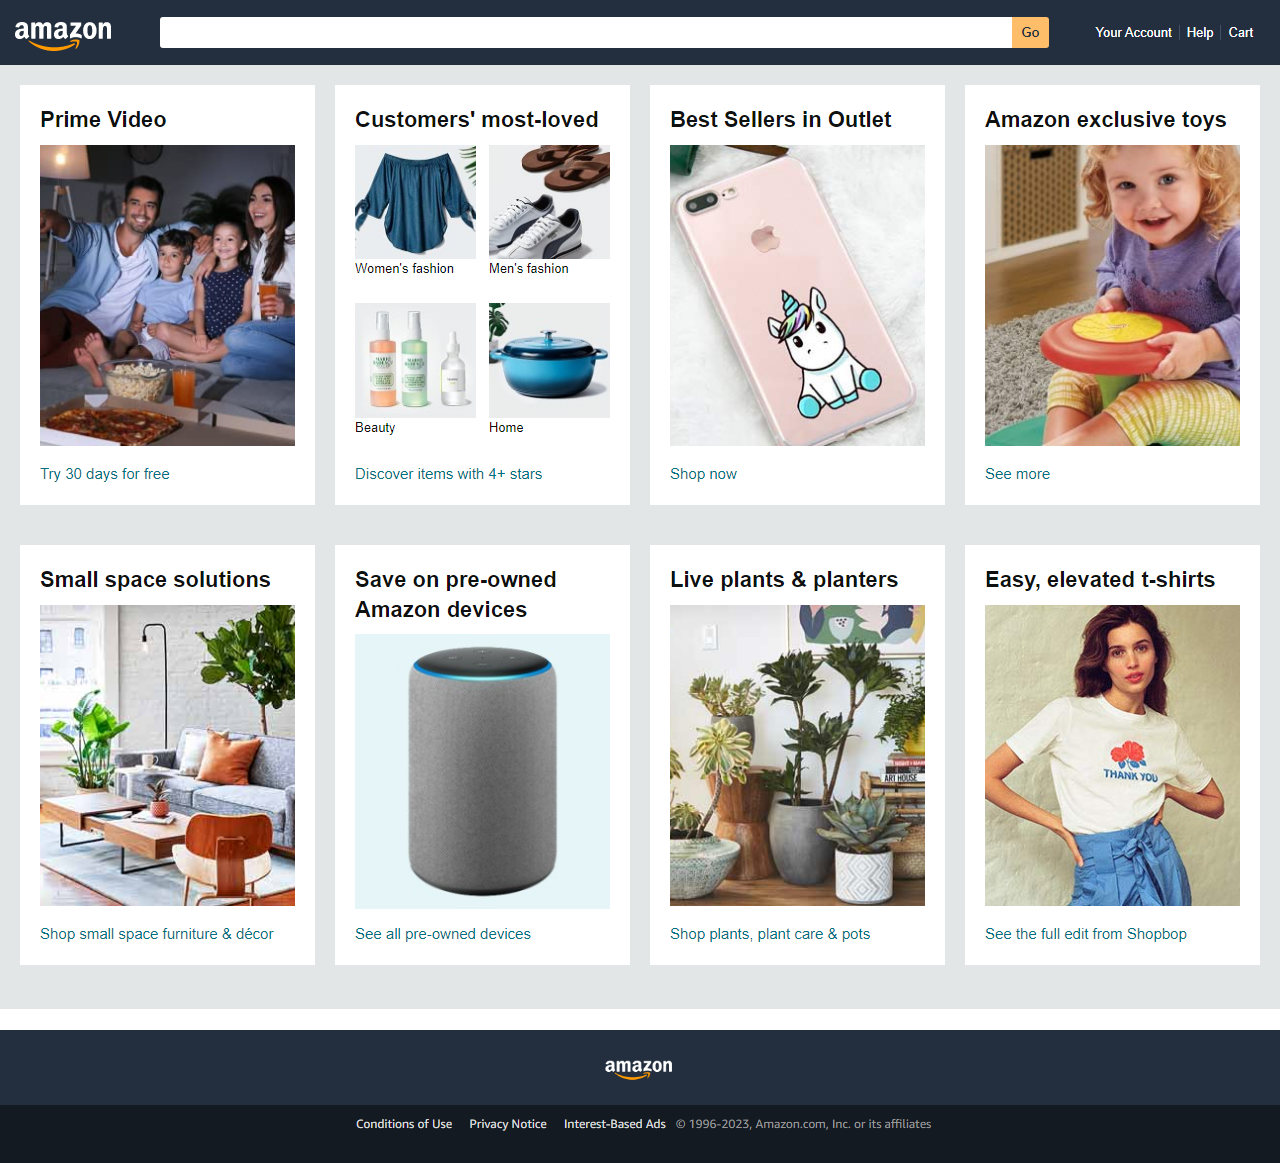 amazon
Go
Your Account
Help
Cart
Prime Video
Customers' most-loved
Best Sellers in Outlet
Amazon exclusive toys
Women's fashion
Men's fashion
Beauty
Home
Try 30 days for free
Discover items with 4+ stars
Shop now
See more
Small space solutions
Save on pre-owned
Amazon devices
Live plants & planters
Easy, elevated t-shirts
ART HOUSE
THANK YOU
Shop small space furniture & décor
See all pre-owned devices
Shop plants, plant care & pots
See the full edit from Shopbop
amazon
Conditions of Use
Privacy Notice
Interest-Based Ads
© 1996-2023, Amazon.com, Inc. or its affiliates